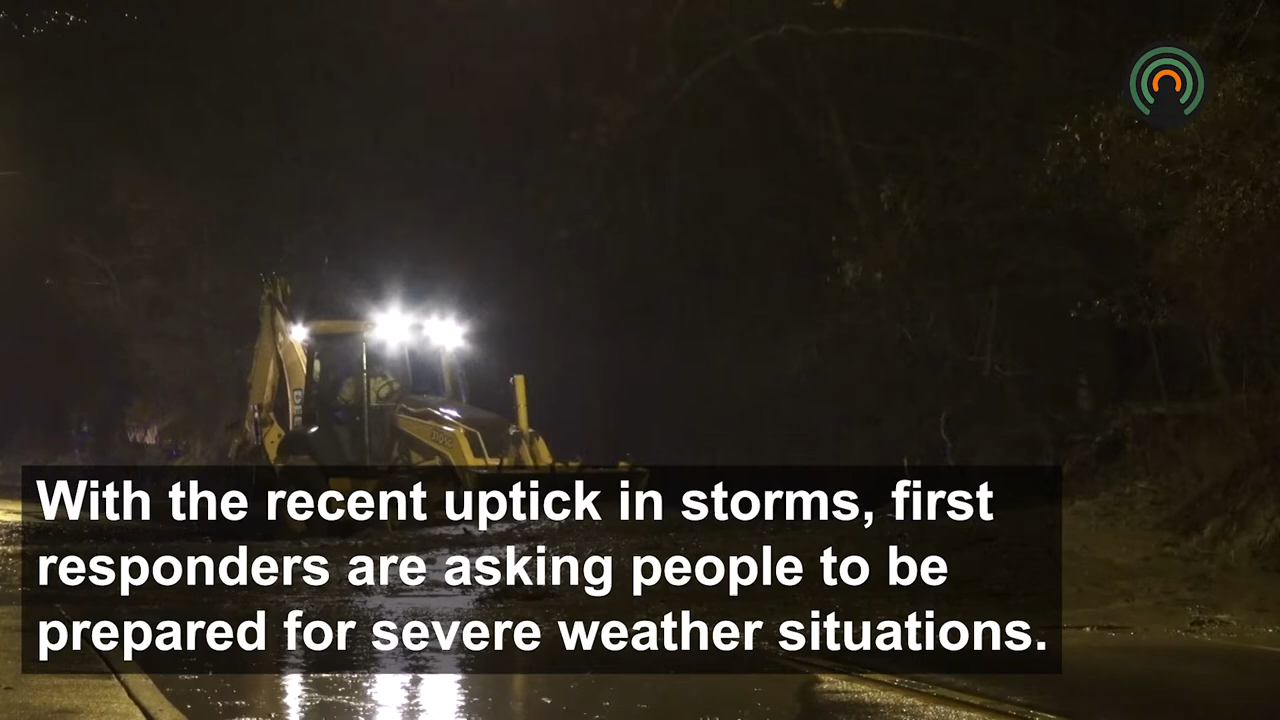 With the recent uptick in storms, first
responders are asking people to be
prepared for severe weather situations.